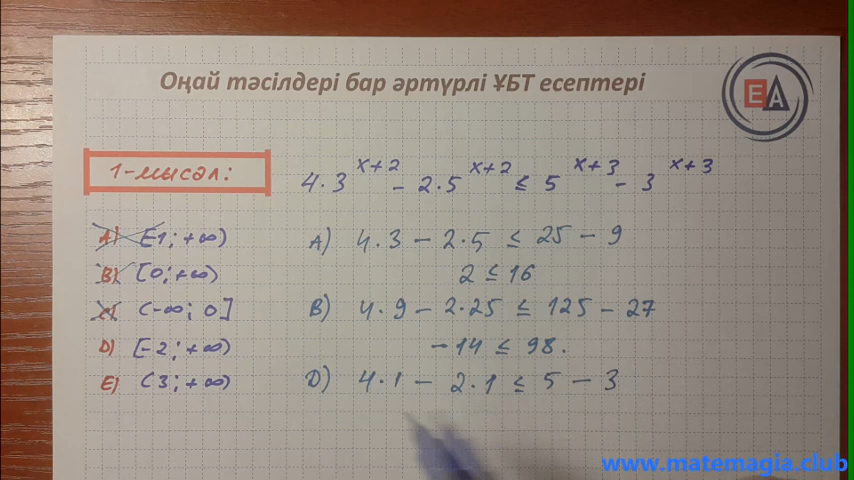 Оңай тәсілдері бар әртүрлі ҰБТ есептері
EA
1-мысал:
4·3^(x+2) - 2·5^(x+2) ≤ 5^(x+3) - 3^(x+3)
A) [-1; +∞)
B) [0; +∞)
C) (-∞; 0]
D) [-2; +∞)
E) (3; +∞)
A) 4·3 - 2·5 ≤ 25 - 9
2 ≤ 16
B) 4·9 - 2·25 ≤ 125 - 27
-14 ≤ 98.
D) 4·1 - 2·1 ≤ 5 - 3
www.matemagia.club